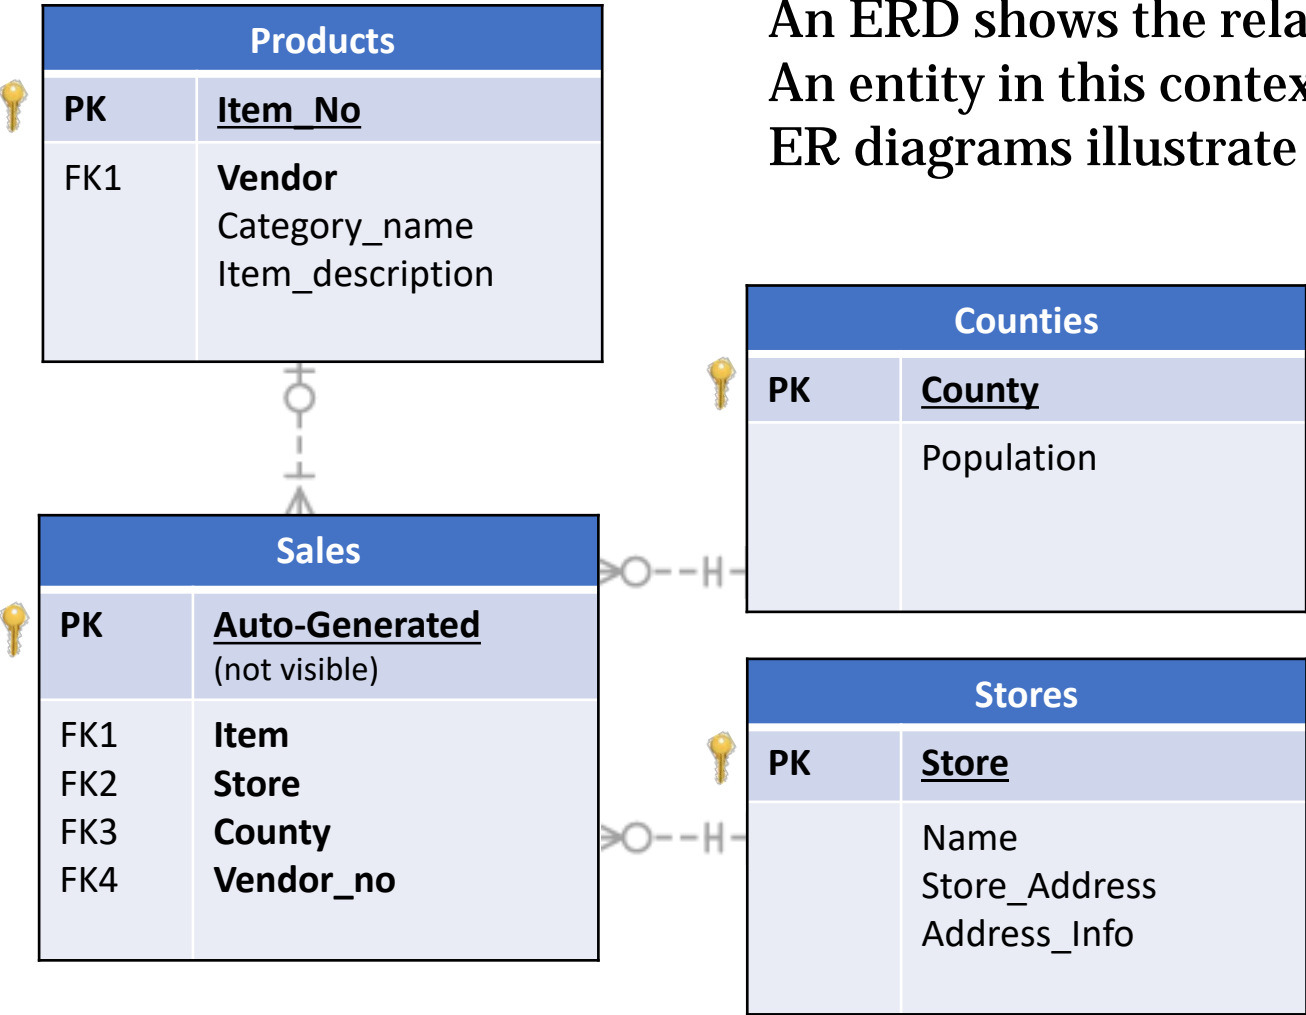 An ERD shows the rela
An entity in this contex
ER diagrams illustrate
Products
PK Item_No
FK1 Vendor
Category_name
Item_description
Counties
PK County
Population
Sales
PK Auto-Generated
(not visible)
FK1 Item
FK2 Store
FK3 County
FK4 Vendor_no
Stores
PK Store
Name
Store_Address
Address_Info